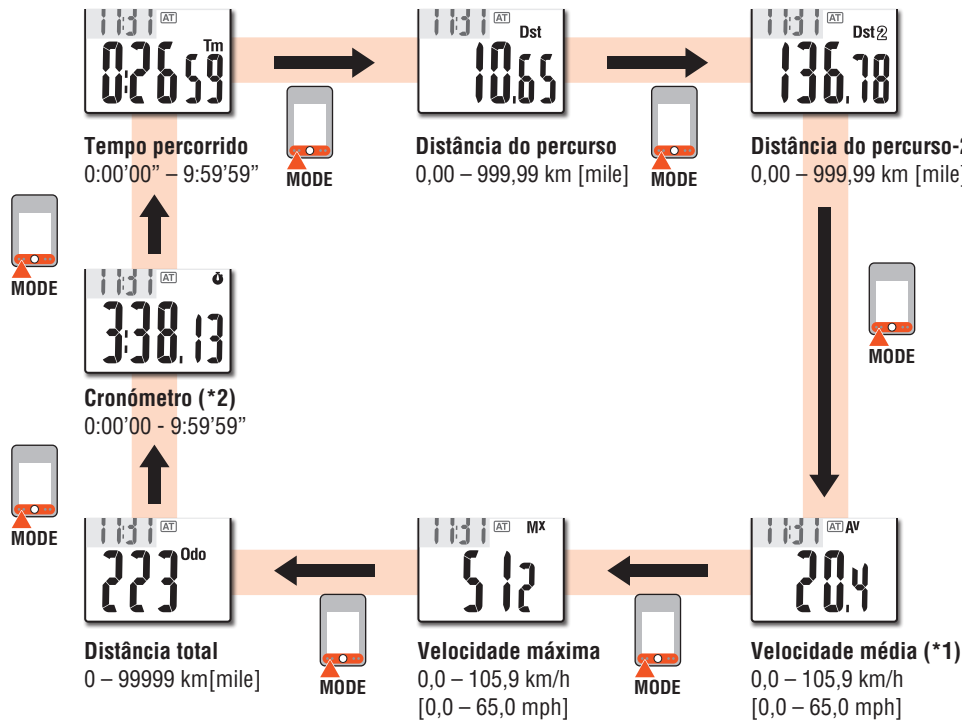 11:31 AT
Tm
0:26 59
Tempo percorrido
0:00’00” – 9:59’59”
MODE
11:31 AT
Dst
10.65
Distância do percurso
0,00 – 999,99 km [mile]
MODE
11:31 AT
Dst2
136.78
Distância do percurso-2
0,00 – 999,99 km [mile]
MODE
MODE
11:31 AT
3:38.13
Cronómetro (*2)
0:00’00 - 9:59’59”
MODE
MODE
11:31 AT
Odo
223
Distância total
0 – 99999 km[mile]
MODE
11:31 AT
Mx
512
Velocidade máxima
0,0 – 105,9 km/h
[0,0 – 65,0 mph]
MODE
11:31 AT Av
20.4
Velocidade média (*1)
0,0 – 105,9 km/h
[0,0 – 65,0 mph]